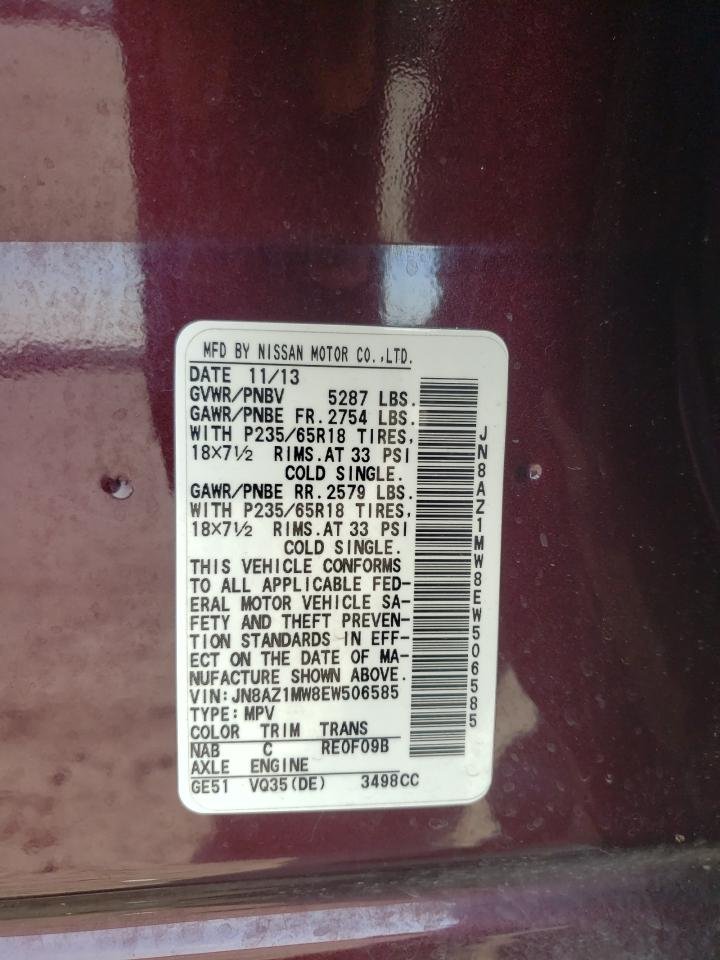 MFD BY NISSAN MOTOR CO.,LTD.
DATE 11/13
GVWR/PNBV 5287 LBS.
GAWR/PNBE FR. 2754 LBS.
WITH P235/65R18 TIRES,
18×7½ RIMS. AT 33 PSI
COLD SINGLE.
GAWR/PNBE RR. 2579 LBS.
WITH P235/65R18 TIRES,
18×7½ RIMS. AT 33 PSI
COLD SINGLE.
THIS VEHICLE CONFORMS
TO ALL APPLICABLE FED-
ERAL MOTOR VEHICLE SA-
FETY AND THEFT PREVEN-
TION STANDARDS IN EFF-
ECT ON THE DATE OF MA-
NUFACTURE SHOWN ABOVE.
VIN:JN8AZ1MW8EW506585
TYPE:MPV
COLOR TRIM TRANS
NAB C RE0F09B
AXLE ENGINE
GE51 VQ35(DE) 3498CC
JN8AZ1MW8EW506585